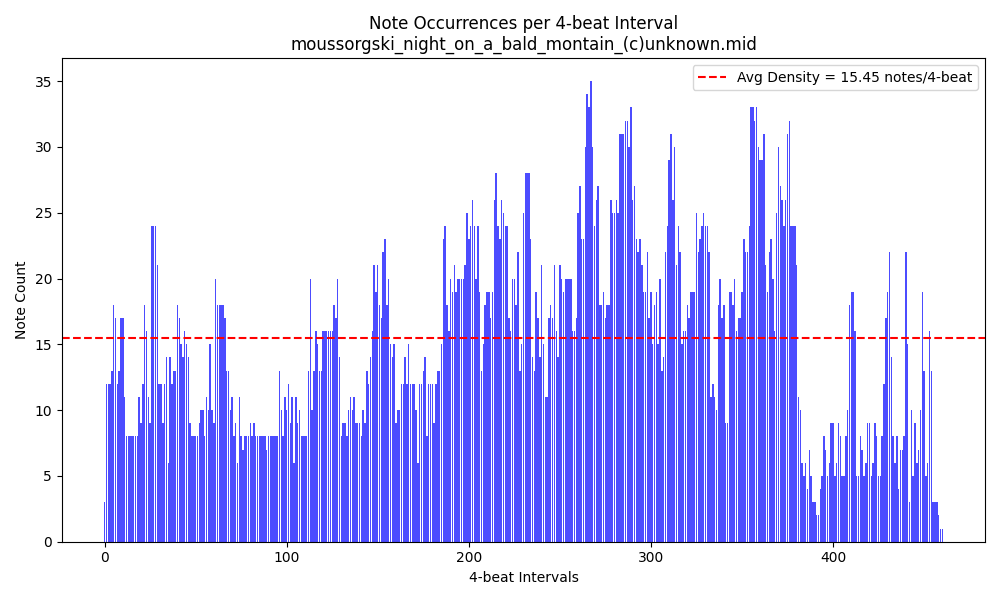 Note Occurrences per 4-beat Interval
moussorgski_night_on_a_bald_montain_(c)unknown.mid
Avg Density = 15.45 notes/4-beat
Note Count
35
30
25
20
15
10
5
0
0 100 200 300 400
4-beat Intervals